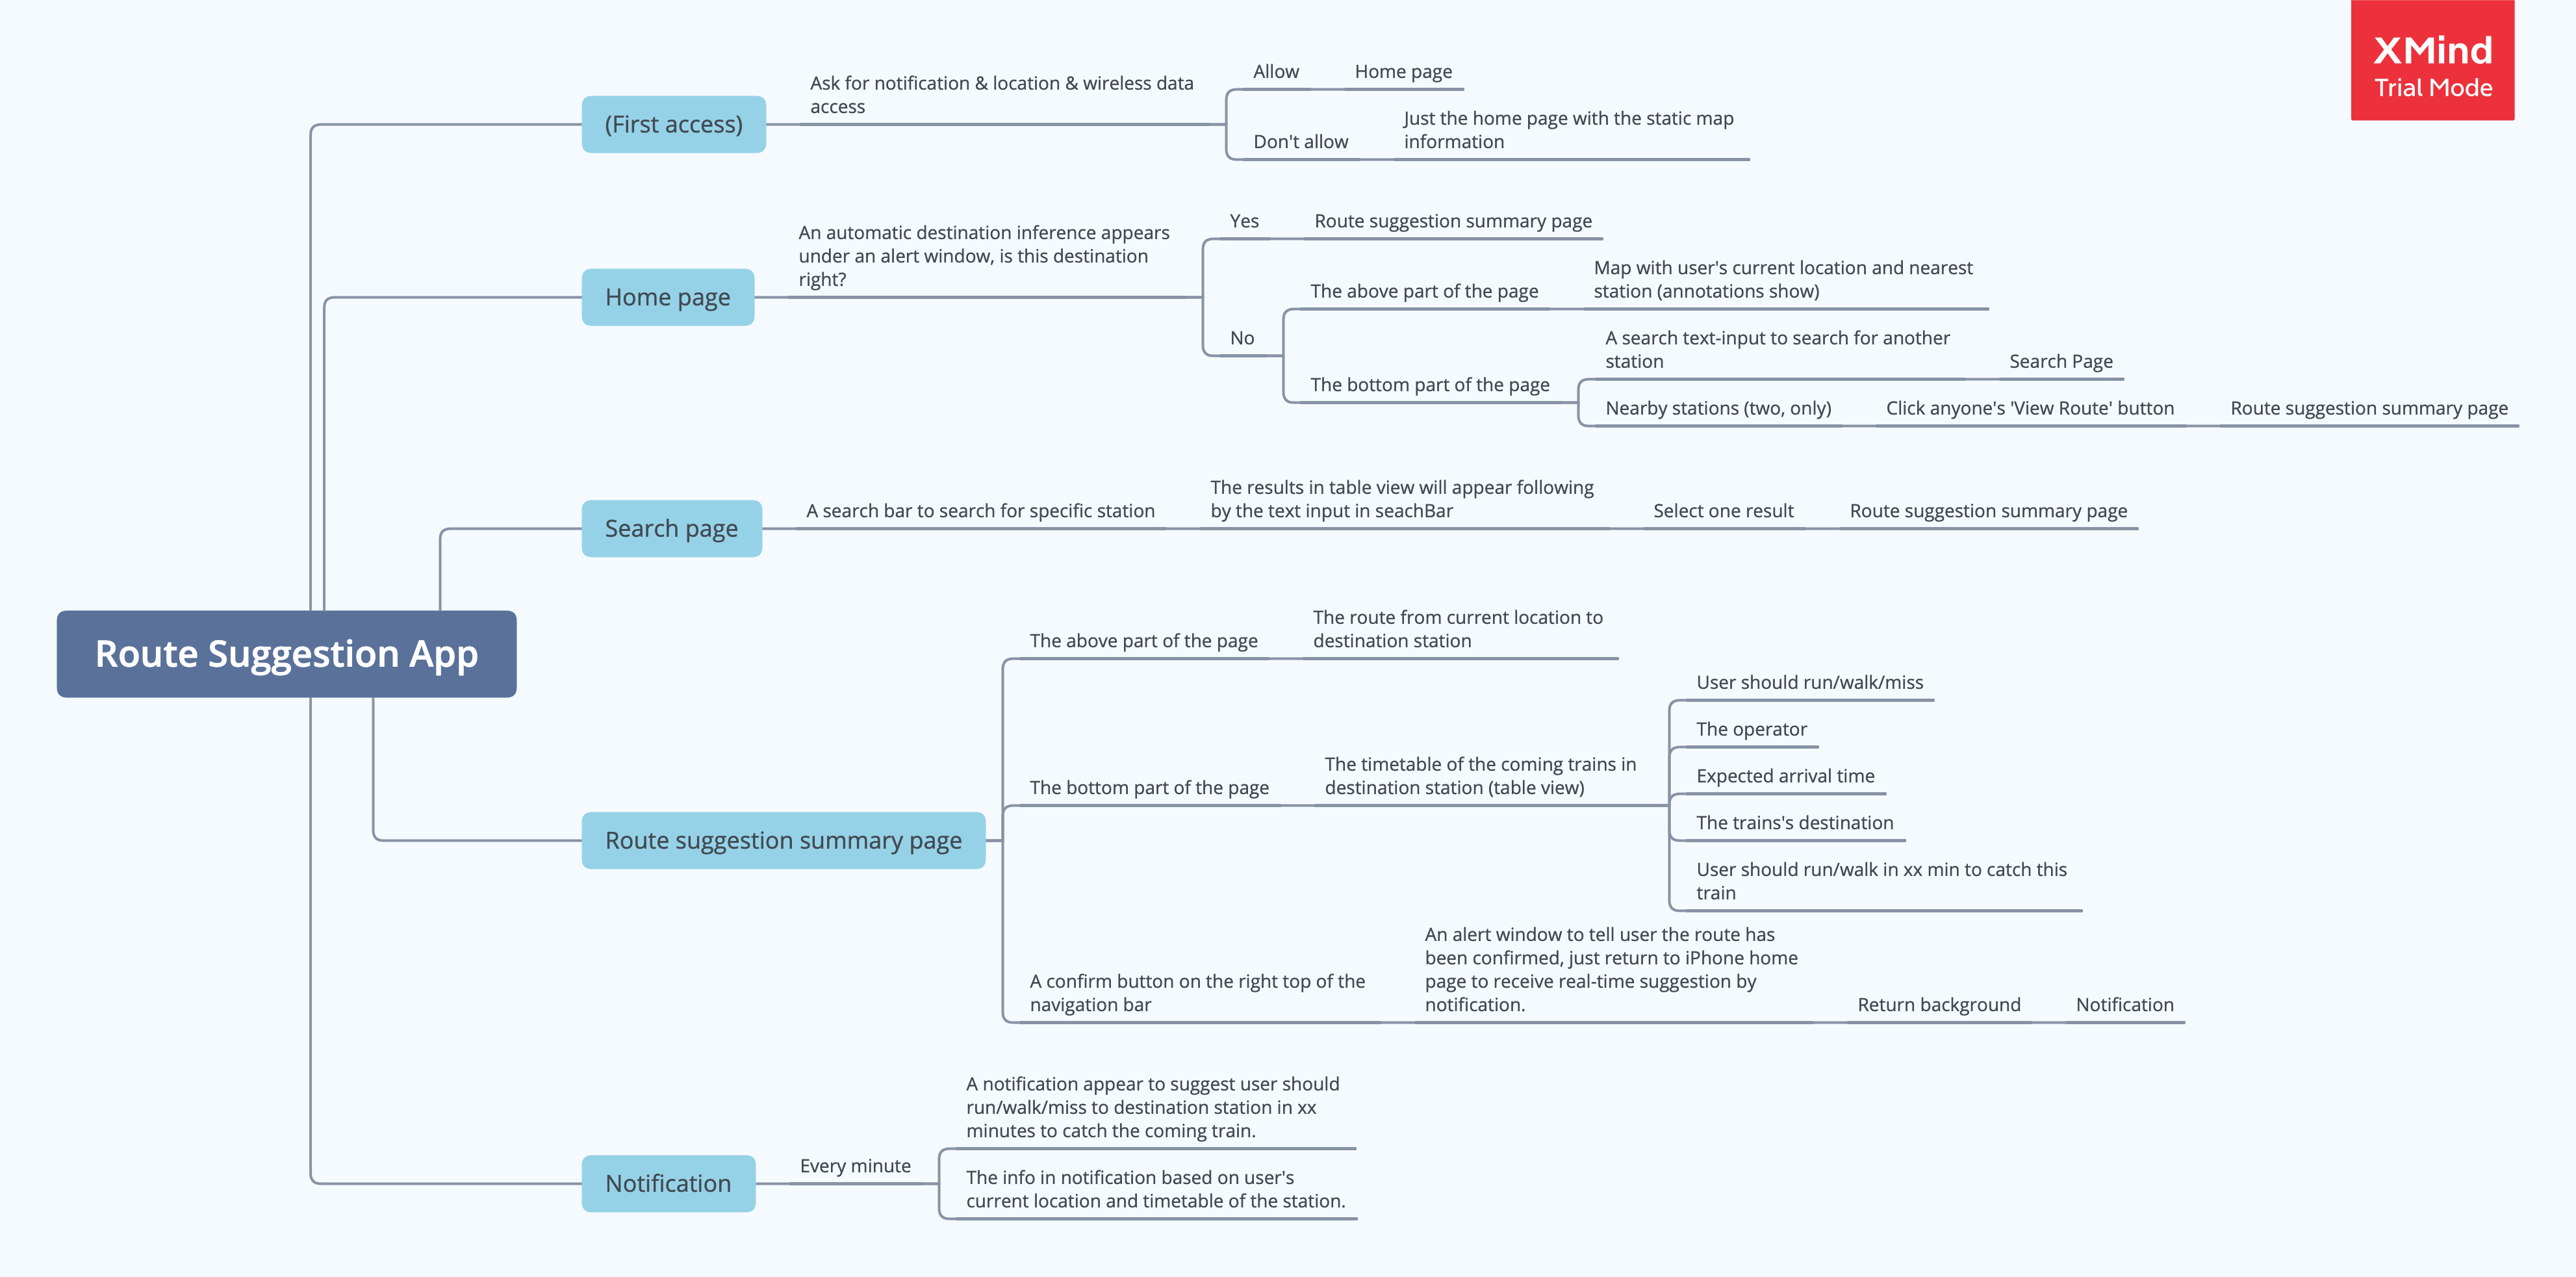 XMind
Trial Mode
Route Suggestion App
(First access)
Ask for notification & location & wireless data
access
Allow
Home page
Don't allow
Just the home page with the static map
information
Home page
An automatic destination inference appears
under an alert window, is this destination
right?
Yes
Route suggestion summary page
No
The above part of the page
Map with user's current location and nearest
station (annotations show)
The bottom part of the page
A search text-input to search for another
station
Search Page
Nearby stations (two, only)
Click anyone's 'View Route' button
Route suggestion summary page
Search page
A search bar to search for specific station
The results in table view will appear following
by the text input in seachBar
Select one result
Route suggestion summary page
Route suggestion summary page
The above part of the page
The route from current location to
destination station
The bottom part of the page
The timetable of the coming trains in
destination station (table view)
User should run/walk/miss
The operator
Expected arrival time
The trains's destination
User should run/walk in xx min to catch this
train
A confirm button on the right top of the
navigation bar
An alert window to tell user the route has
been confirmed, just return to iPhone home
page to receive real-time suggestion by
notification.
Return background
Notification
Notification
Every minute
A notification appear to suggest user should
run/walk/miss to destination station in xx
minutes to catch the coming train.
The info in notification based on user's
current location and timetable of the station.